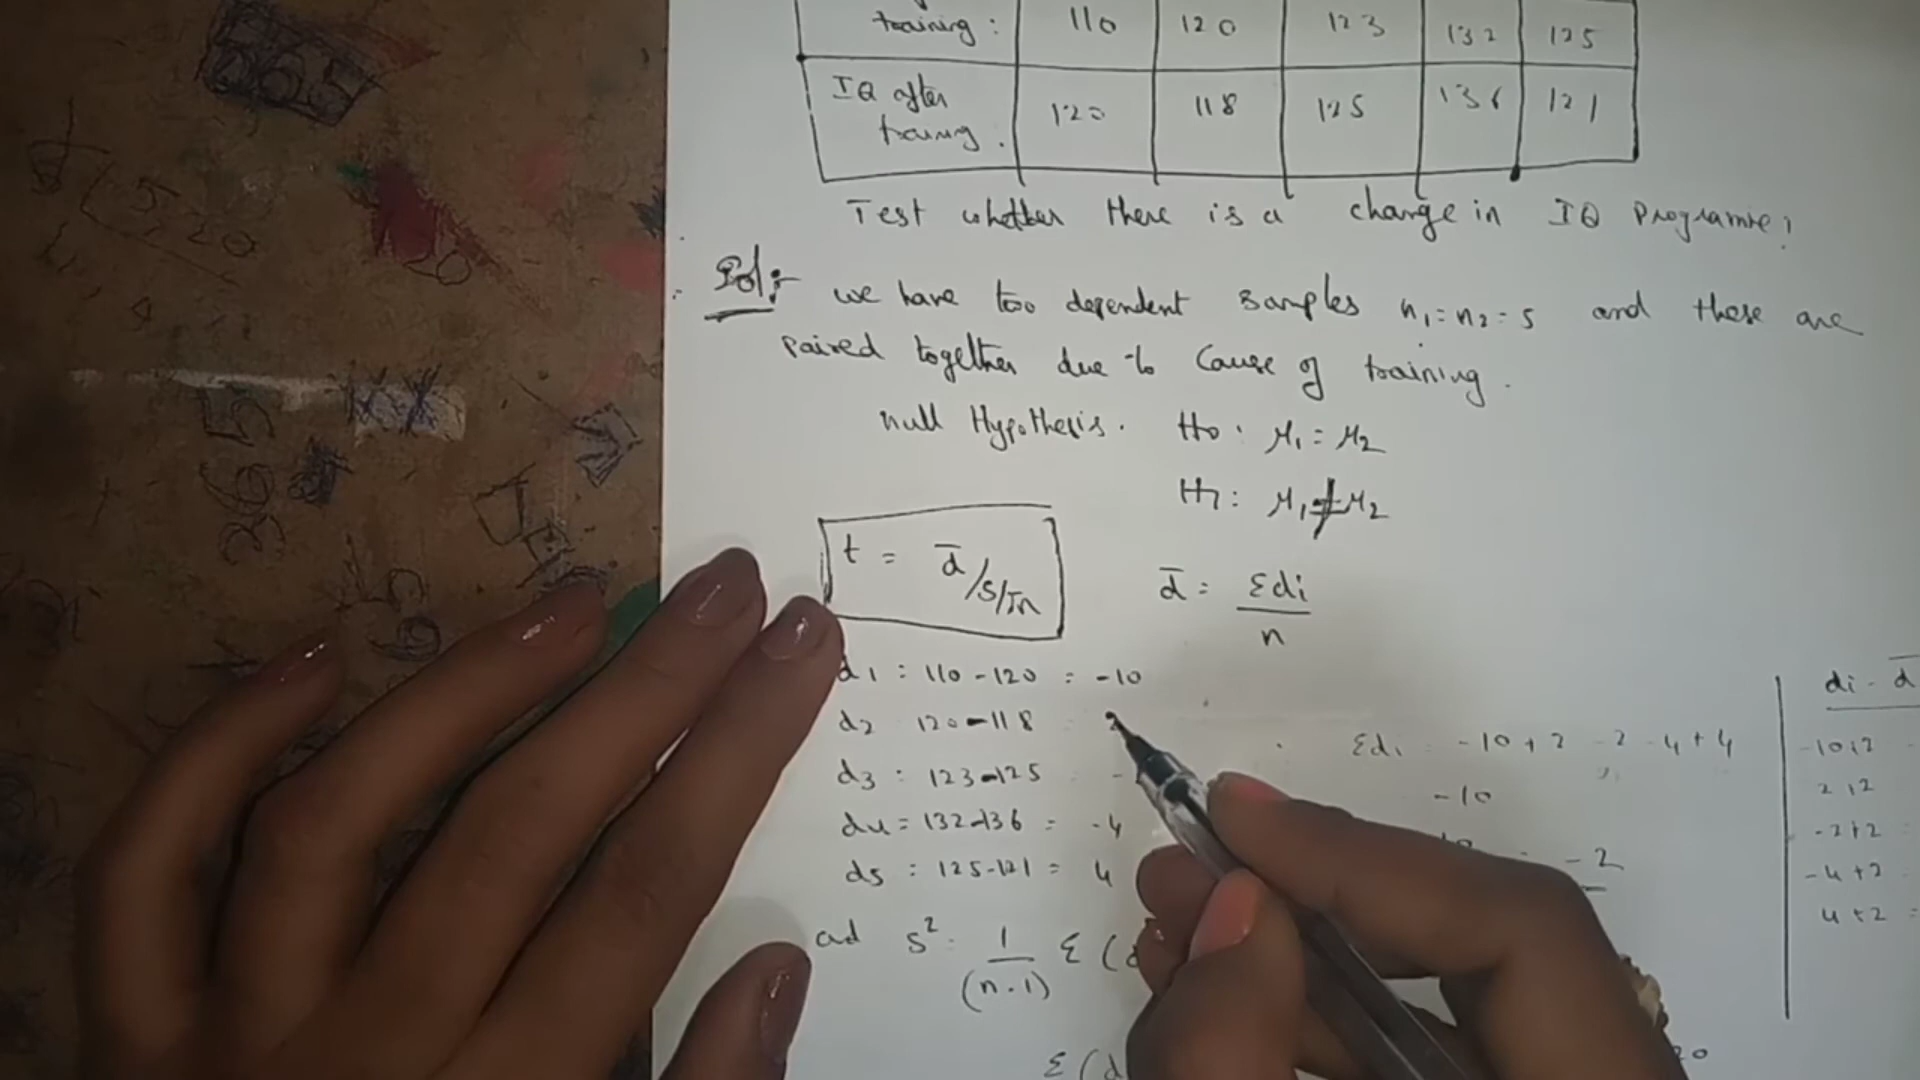 training : 110 120 123 132 125
IQ after 120 118 125 136 121
training .
Test whether there is a change in IQ Programme!
Sol:- we have too dependent samples n₁ = n₂ = 5 and these are
paired together due to cause of training .
null Hypothesis . H₀ : μ₁ = μ₂
H₁ : μ₁ ≠ μ₂
t = d̄/s/√n d̄ = Σdi
n
d₁ : 110 - 120 = -10
d₂ 120 - 118 = 2
d₃ : 123 - 125 = -
d₄ = 132 - 136 = -4
d₅ : 125 - 121 = 4
Σdi = -10 + 2 - 2 - 4 + 4
-10
= -2
di - d̄
-10+2
2+2
-2+2 =
-4+2
4+2 =
and s² = 1 Σ (d
(n-1)
Σ (d